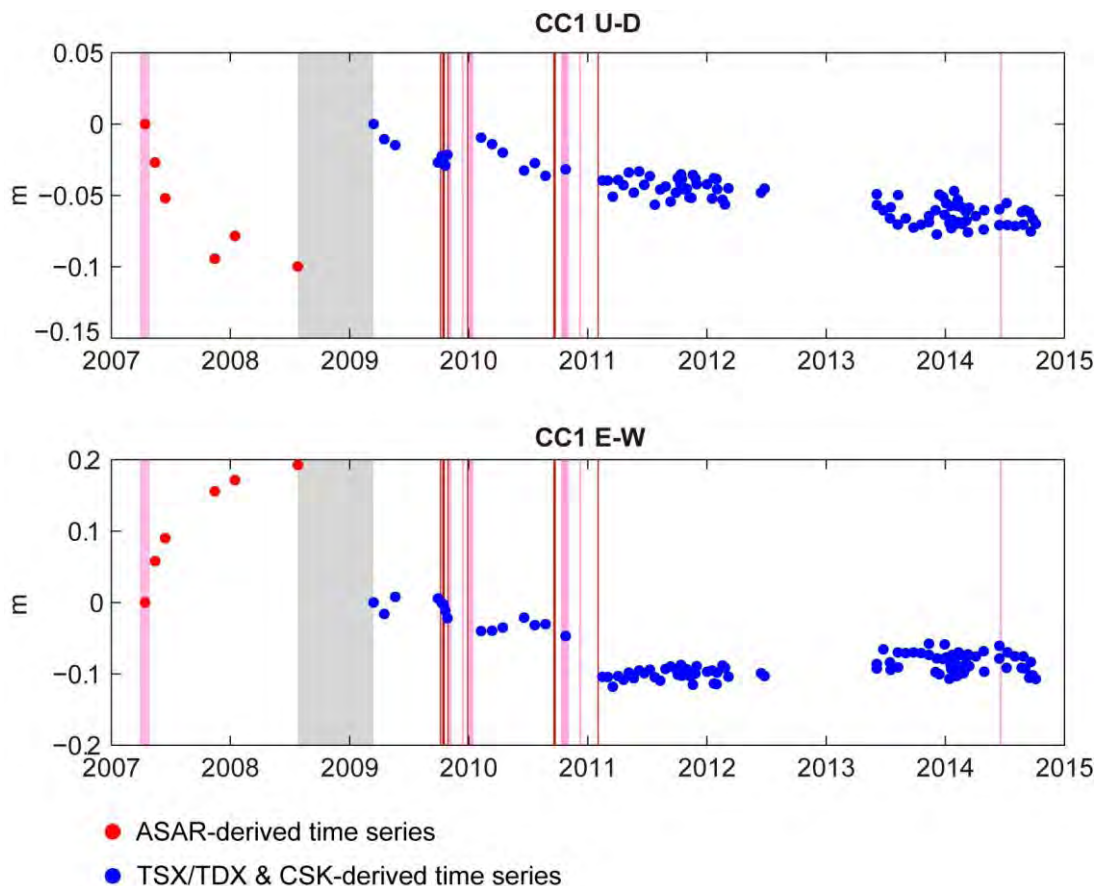 CC1 U-D
0.05
0
−0.05
−0.1
−0.15
m
2007 2008 2009 2010 2011 2012 2013 2014 2015
CC1 E-W
0.2
0.1
0
−0.1
−0.2
m
2007 2008 2009 2010 2011 2012 2013 2014 2015
ASAR-derived time series
TSX/TDX & CSK-derived time series